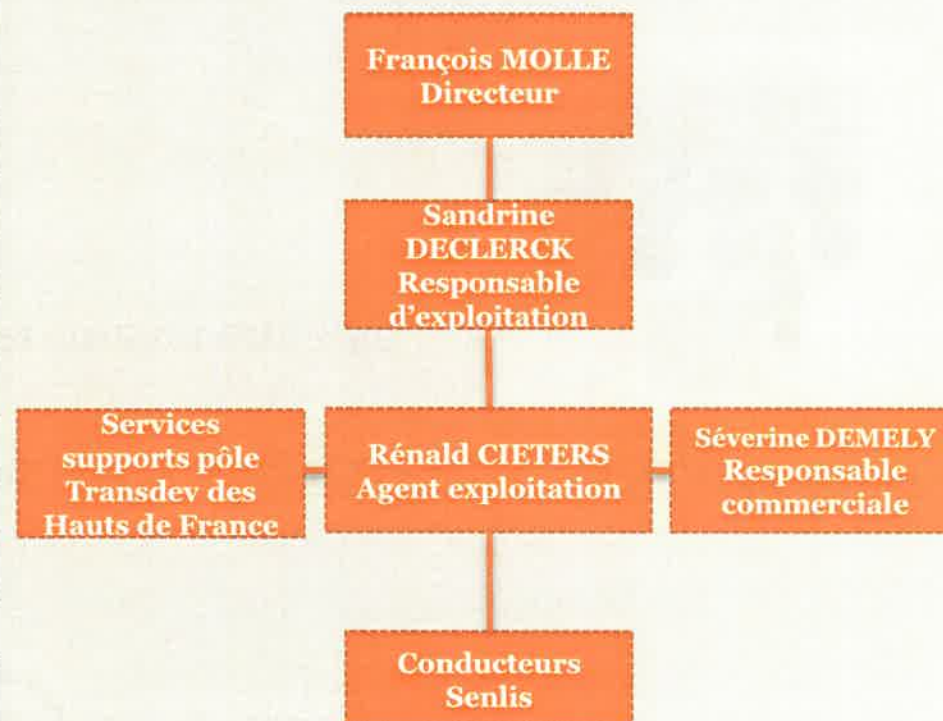 François MOLLE
Directeur
Sandrine
DECLERCK
Responsable
d'exploitation
Services
supports pôle
Transdev des
Hauts de France
Rénald CIETERS
Agent exploitation
Séverine DEMELY
Responsable
commerciale
Conducteurs
Senlis